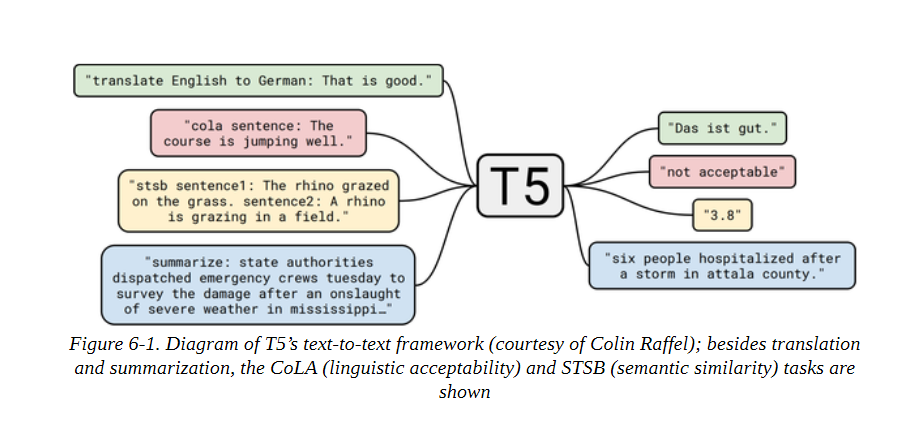 "translate English to German: That is good."
"cola sentence: The
course is jumping well."
"stsb sentence1: The rhino grazed
on the grass. sentence2: A rhino
is grazing in a field."
"summarize: state authorities
dispatched emergency crews tuesday to
survey the damage after an onslaught
of severe weather in mississippi…"
T5
"Das ist gut."
"not acceptable"
"3.8"
"six people hospitalized after
a storm in attala county."
Figure 6-1. Diagram of T5’s text-to-text framework (courtesy of Colin Raffel); besides translation
and summarization, the CoLA (linguistic acceptability) and STSB (semantic similarity) tasks are
shown